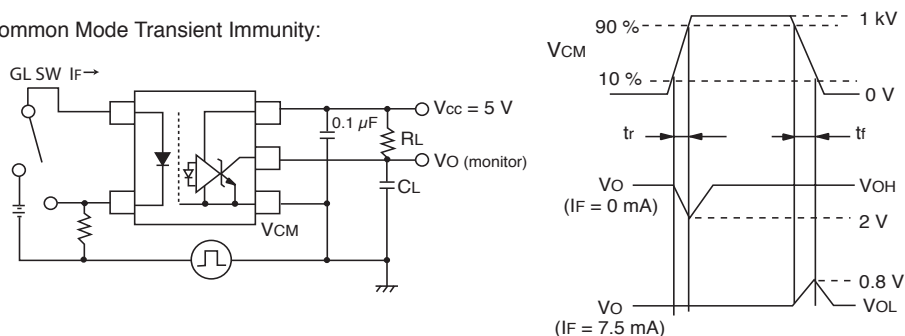 ommon Mode Transient Immunity:
GL SW IF→
Vcc = 5 V
0.1 μF
RL
VO (monitor)
CL
VCM
1 kV
90 %
VCM
10 %
0 V
tr
tf
VO
(IF = 0 mA)
VOH
2 V
0.8 V
VO
(IF = 7.5 mA)
VOL